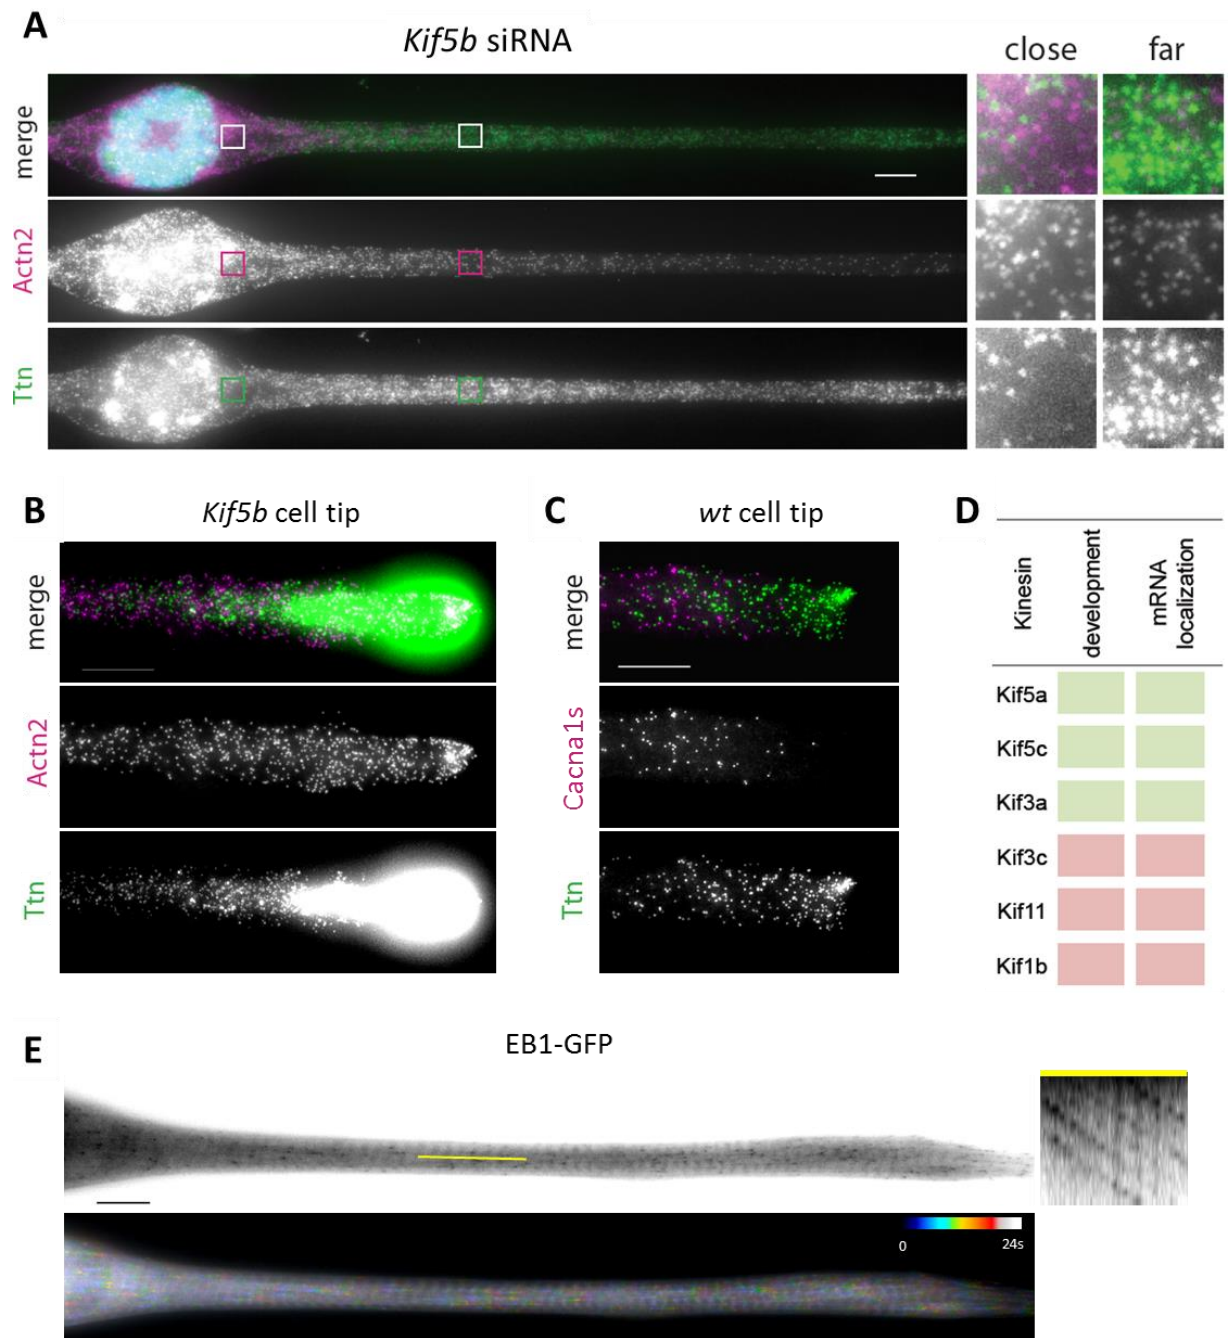 A
Kif5b siRNA
close
far
merge
Actn2
Ttn
B
Kif5b cell tip
merge
Actn2
Ttn
C
wt cell tip
merge
Cacna1s
Ttn
D
Kinesin
development
mRNA
localization
Kif5a
Kif5c
Kif3a
Kif3c
Kif11
Kif1b
E
EB1-GFP
0
24s